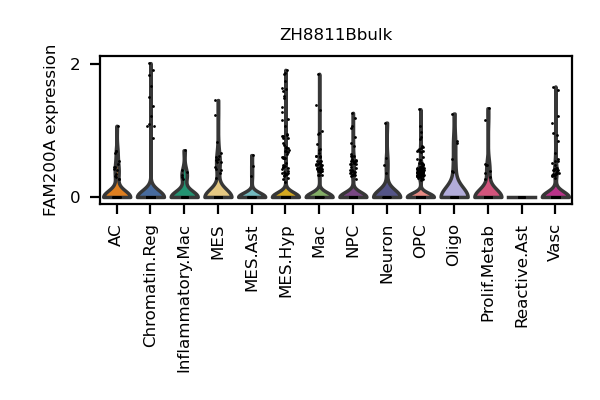 ZH8811Bbulk
FAM200A expression
2
0
AC
Chromatin.Reg
Inflammatory.Mac
MES
MES.Ast
MES.Hyp
Mac
NPC
Neuron
OPC
Oligo
Prolif.Metab
Reactive.Ast
Vasc